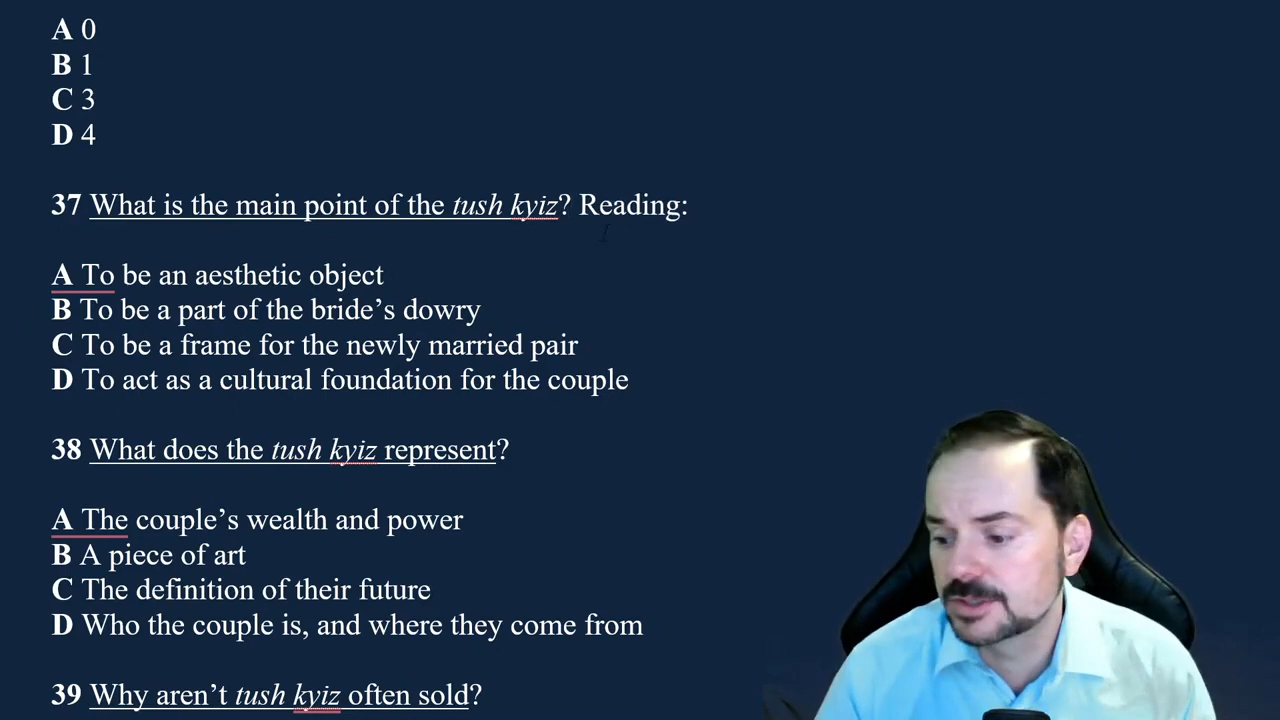 A 0
B 1
C 3
D 4
37 What is the main point of the tush kyiz? Reading:
A To be an aesthetic object
B To be a part of the bride’s dowry
C To be a frame for the newly married pair
D To act as a cultural foundation for the couple
38 What does the tush kyiz represent?
A The couple’s wealth and power
B A piece of art
C The definition of their future
D Who the couple is, and where they come from
39 Why aren’t tush kyiz often sold?